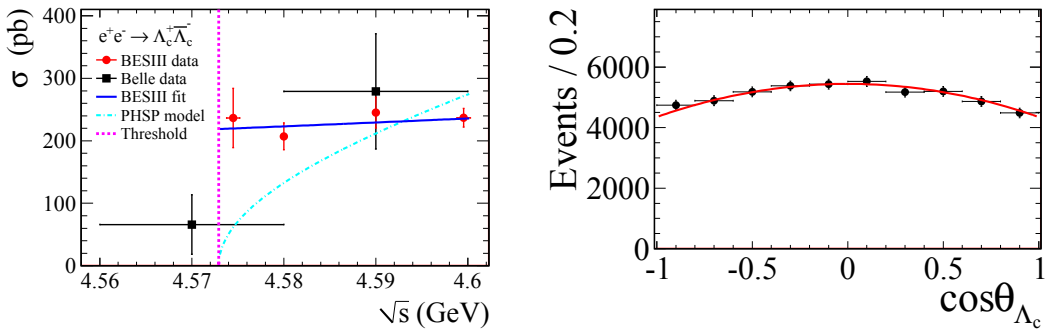 σ (pb)
400
300
200
100
0
e⁺e⁻ → Λc⁺Λ̄c⁻
BESIII data
Belle data
BESIII fit
PHSP model
Threshold
4.56 4.57 4.58 4.59 4.6
√s (GeV)
Events / 0.2
6000
4000
2000
0
-1 -0.5 0 0.5 1
cosθΛc